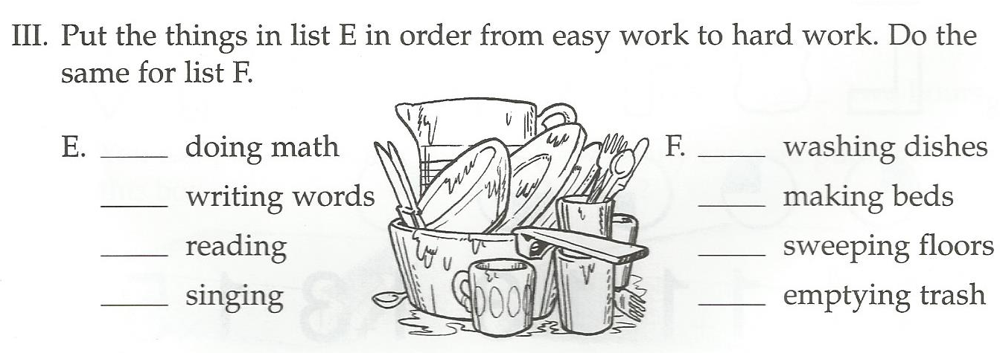 III. Put the things in list E in order from easy work to hard work. Do the
same for list F.
E. _____ doing math
_____ writing words
_____ reading
_____ singing
F. _____ washing dishes
_____ making beds
_____ sweeping floors
_____ emptying trash